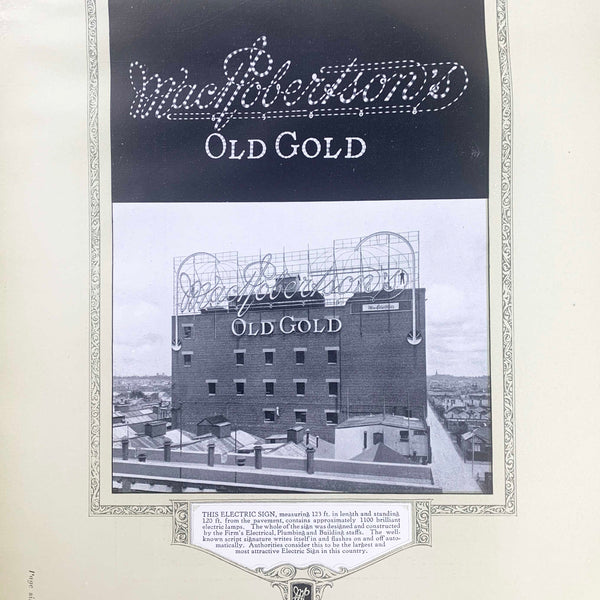 MacRobertson's
OLD GOLD
MacRobertson's
OLD GOLD
MacRobertson's
THIS ELECTRIC SIGN, measuring 123 ft. in length and standing
120 ft. from the pavement, contains approximately 1100 brilliant
electric lamps. The whole of the sign was designed and constructed
by the Firm's Electrical, Plumbing and Building staffs. The well-
known script signature writes itself in and flashes on and off auto-
matically. Authorities consider this to be the largest and
most attractive Electric Sign in this country.
Page